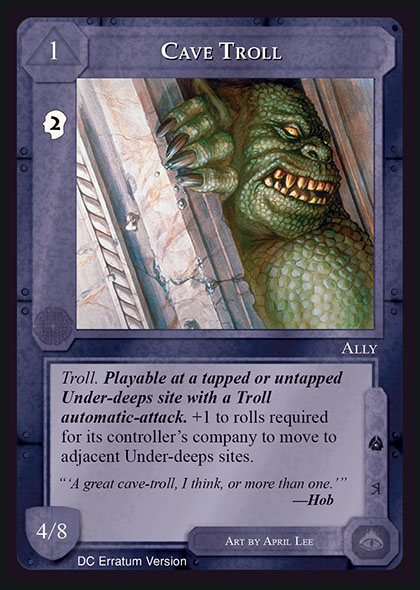 1
CAVE TROLL
2
ALLY
Troll. Playable at a tapped or untapped
Under-deeps site with a Troll
automatic-attack. +1 to rolls required
for its controller's company to move to
adjacent Under-deeps sites.
“‘A great cave-troll, I think, or more than one.’”
—Hob
4/8
ART BY APRIL LEE
DC Erratum Version